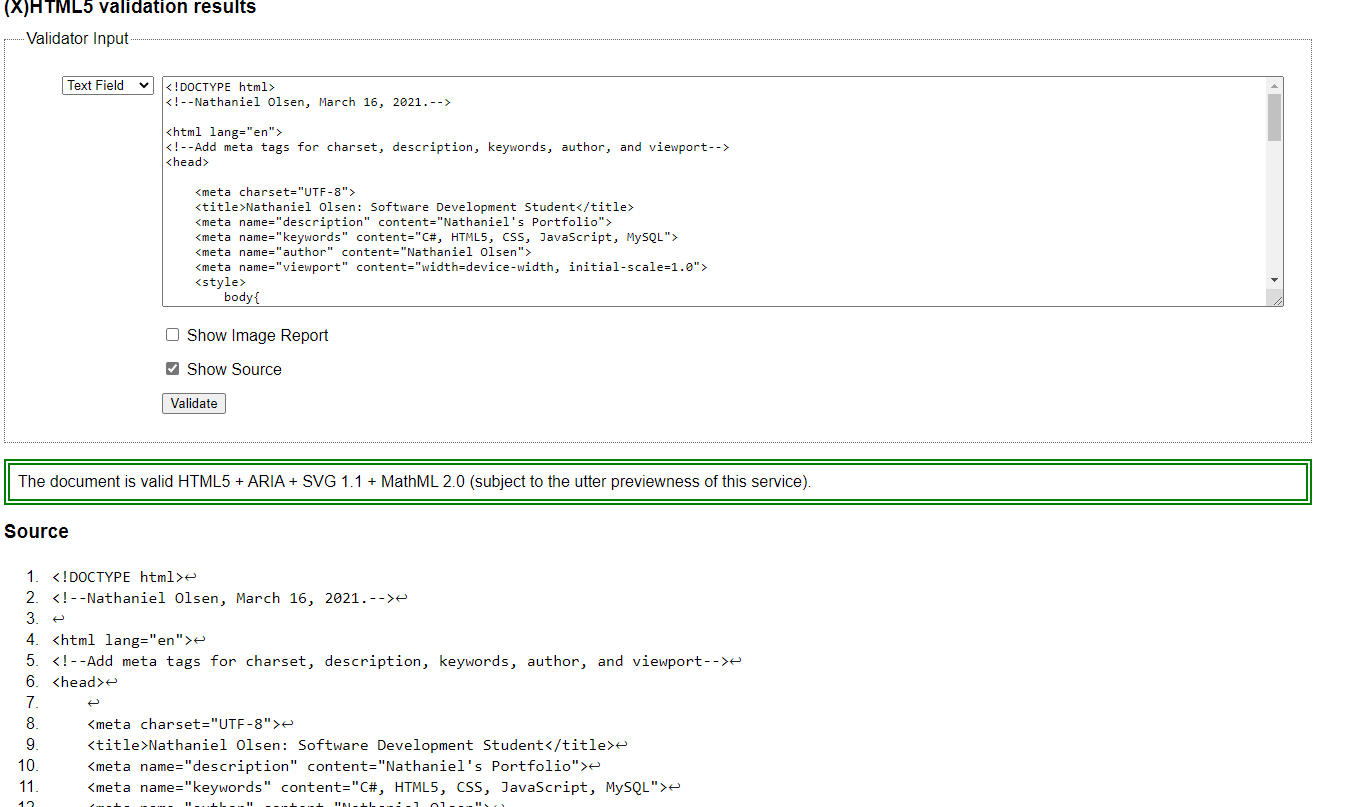 (X)HTML5 validation results
Validator Input
Text Field
<!DOCTYPE html>
<!--Nathaniel Olsen, March 16, 2021.-->
<html lang="en">
<!--Add meta tags for charset, description, keywords, author, and viewport-->
<head>
<meta charset="UTF-8">
<title>Nathaniel Olsen: Software Development Student</title>
<meta name="description" content="Nathaniel's Portfolio">
<meta name="keywords" content="C#, HTML5, CSS, JavaScript, MySQL">
<meta name="author" content="Nathaniel Olsen">
<meta name="viewport" content="width=device-width, initial-scale=1.0">
<style>
body{
Show Image Report
Show Source
Validate
The document is valid HTML5 + ARIA + SVG 1.1 + MathML 2.0 (subject to the utter previewness of this service).
Source
1. <!DOCTYPE html>↩
2. <!--Nathaniel Olsen, March 16, 2021.-->↩
3. ↩
4. <html lang="en">↩
5. <!--Add meta tags for charset, description, keywords, author, and viewport-->↩
6. <head>↩
7. ↩
8. <meta charset="UTF-8">↩
9. <title>Nathaniel Olsen: Software Development Student</title>↩
10. <meta name="description" content="Nathaniel's Portfolio">↩
11. <meta name="keywords" content="C#, HTML5, CSS, JavaScript, MySQL">↩
12. <meta name="author" content="Nathaniel Olsen">↩